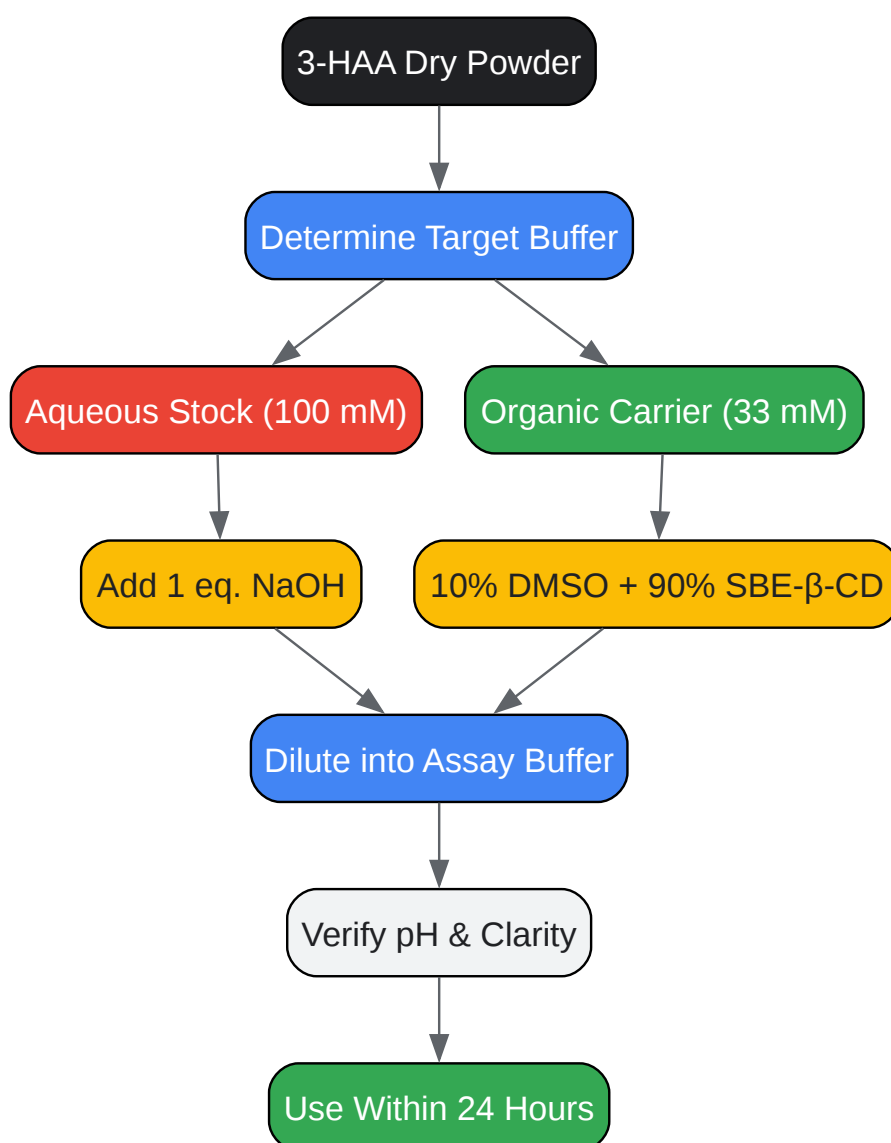 3-HAA Dry Powder
Determine Target Buffer
Aqueous Stock (100 mM)
Organic Carrier (33 mM)
Add 1 eq. NaOH
10% DMSO + 90% SBE-β-CD
Dilute into Assay Buffer
Verify pH & Clarity
Use Within 24 Hours